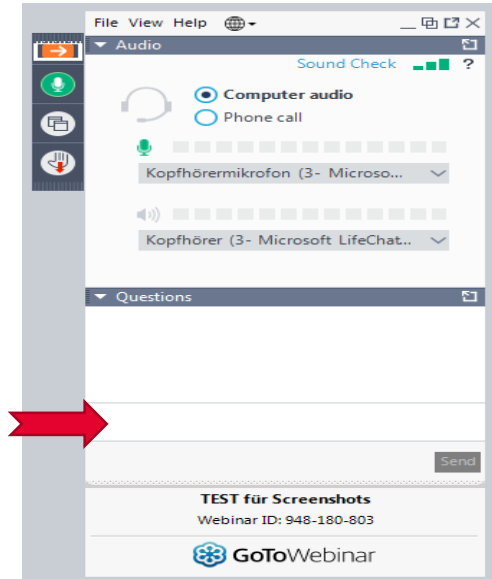 File View Help
Audio
Sound Check ?
Computer audio
Phone call
Kopfhörermikrofon (3- Microso...
Kopfhörer (3- Microsoft LifeChat...
Questions
Send
TEST für Screenshots
Webinar ID: 948-180-803
GoToWebinar